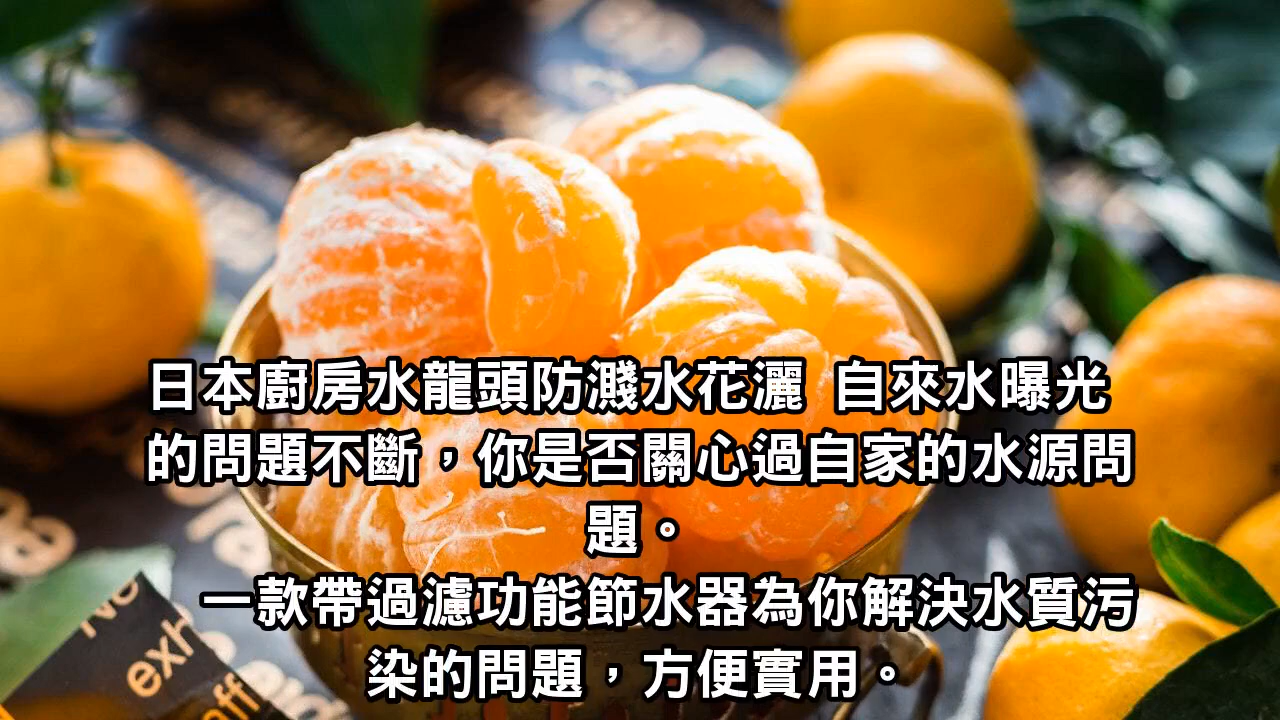 日本廚房水龍頭防濺水花灑 自來水曝光
的問題不斷，你是否關心過自家的水源問
題。
一款帶過濾功能節水器為你解決水質污
染的問題，方便實用。
exh